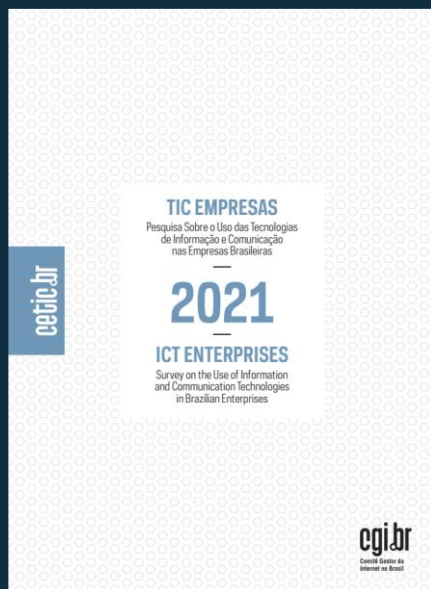 TIC EMPRESAS
Pesquisa Sobre o Uso das Tecnologias
de Informação e Comunicação
nas Empresas Brasileiras
2021
ICT ENTERPRISES
Survey on the Use of Information
and Communication Technologies
in Brazilian Enterprises
cetic.br
cgi.br
Comitê Gestor da
Internet no Brasil